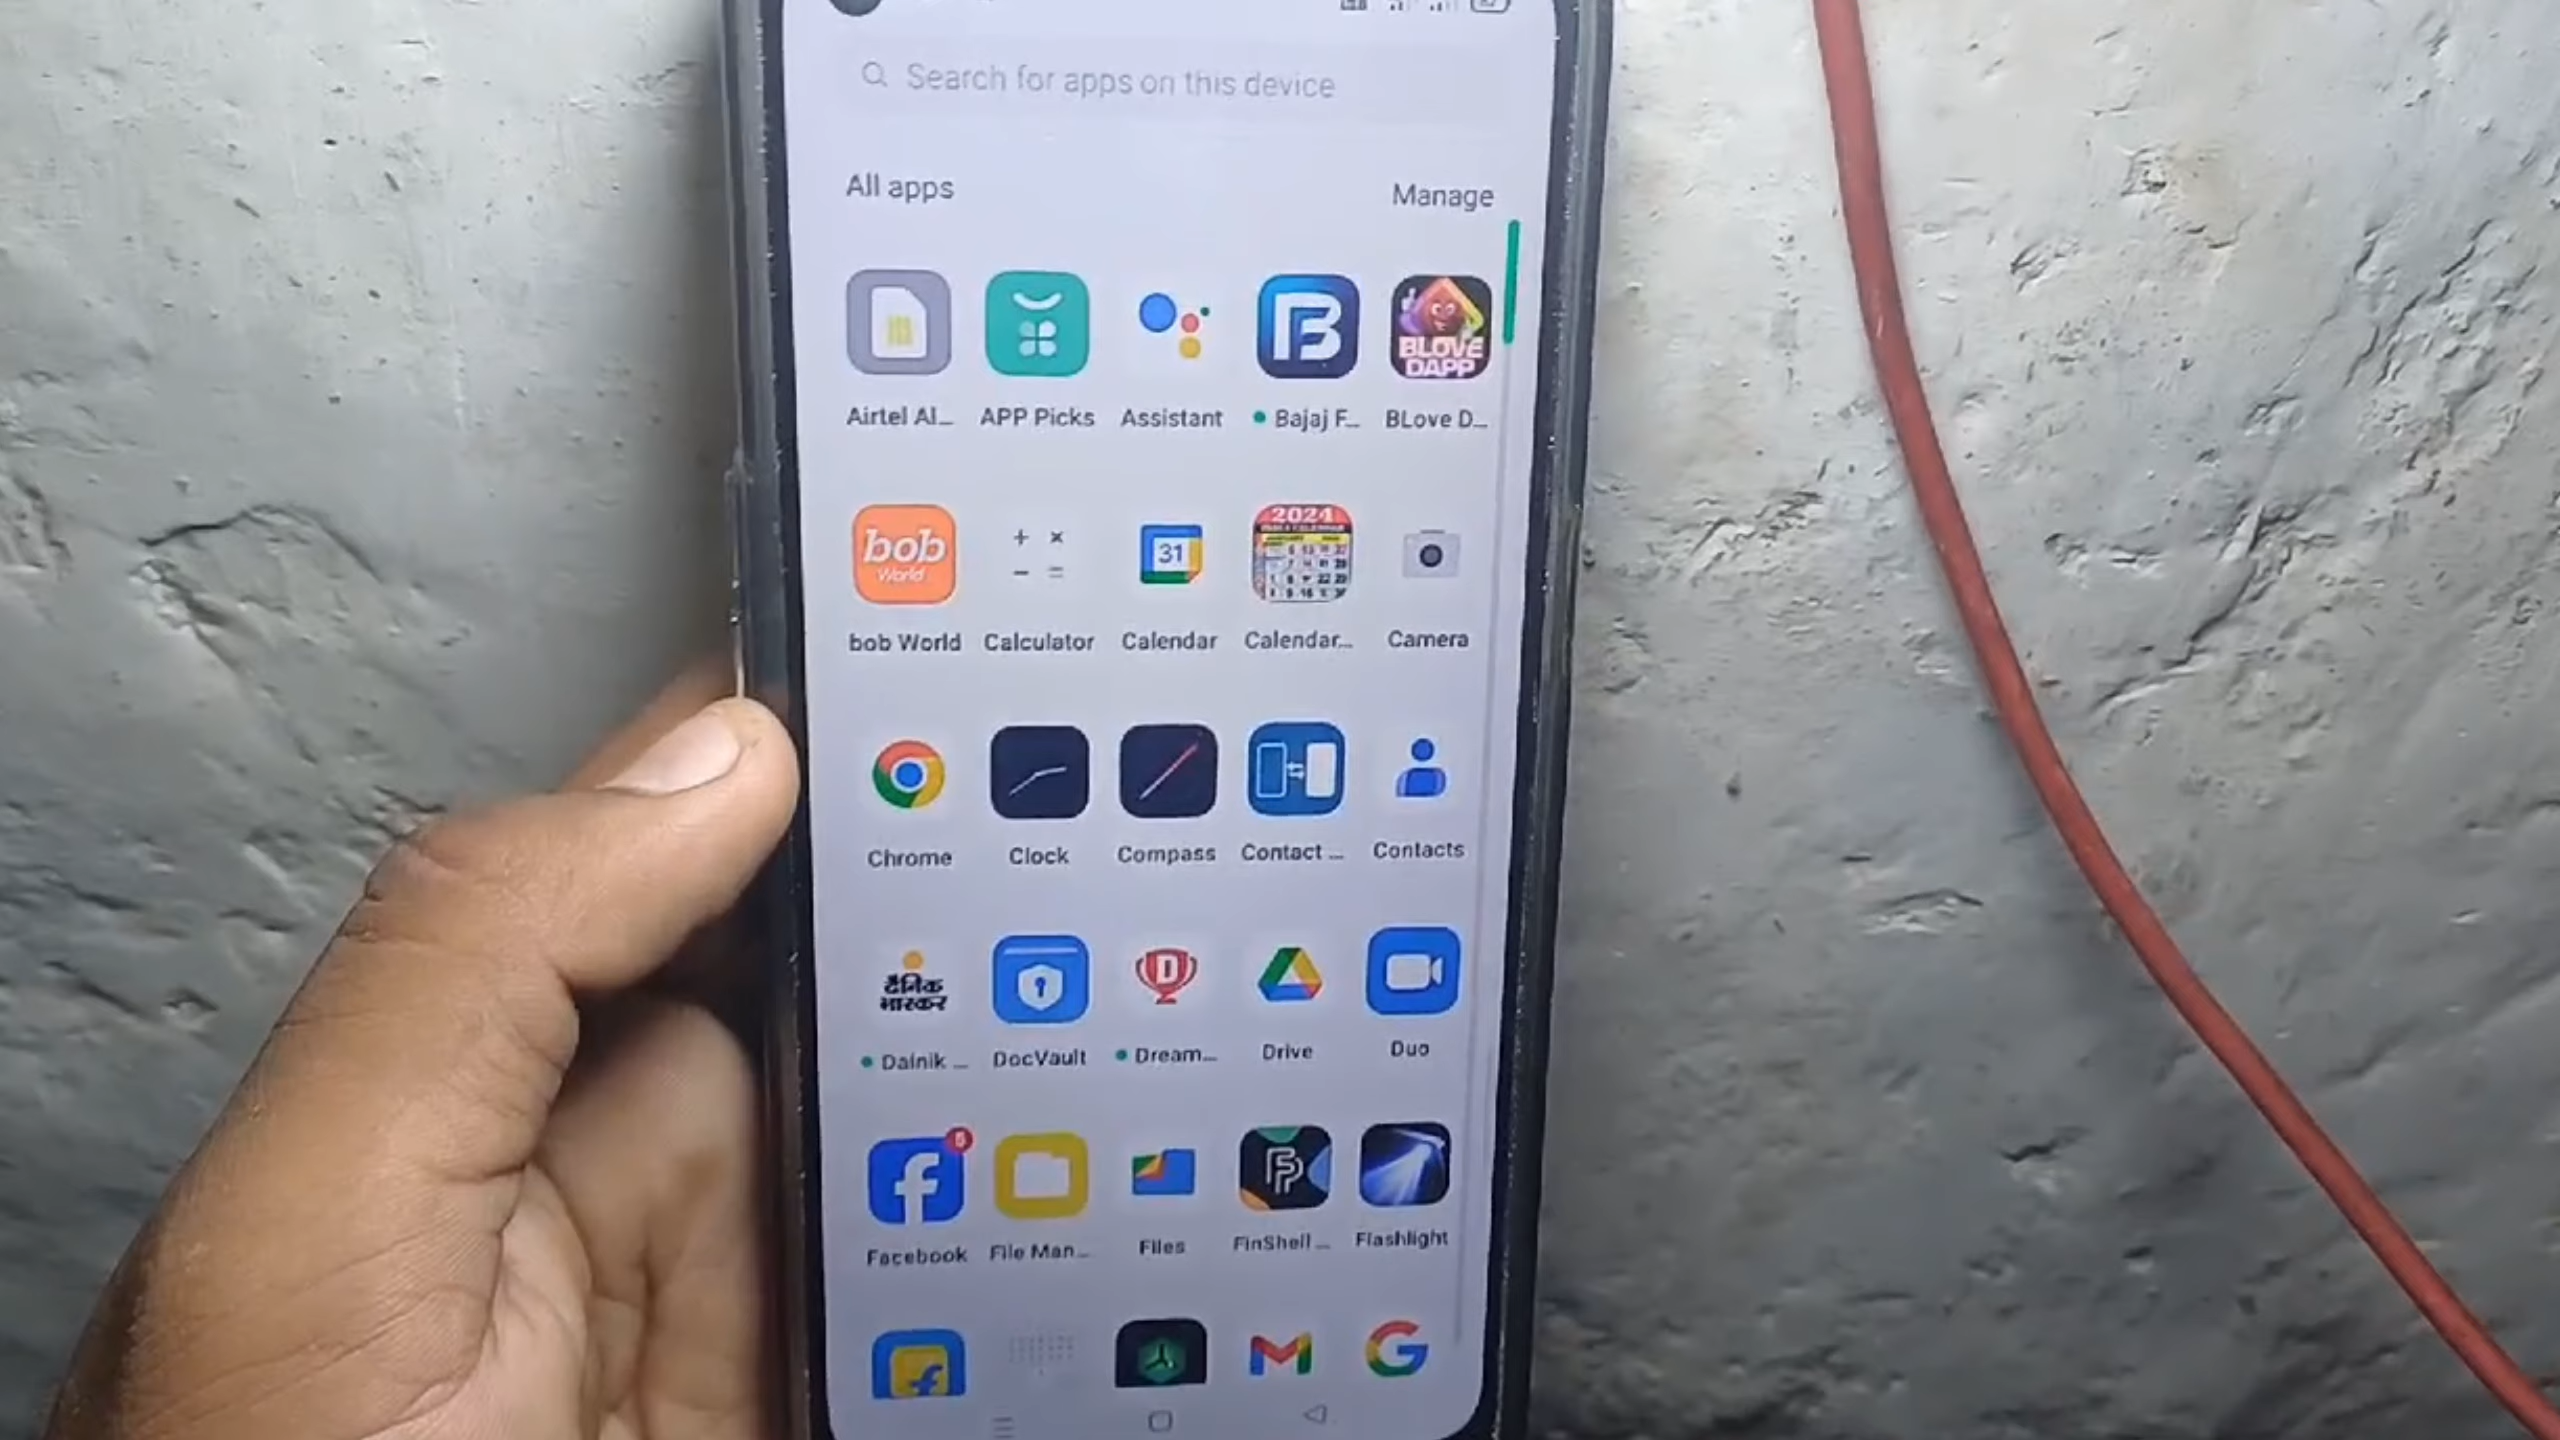 Search for apps on this device
All apps
Manage
BLOVE
DAPP
Airtel Al...
APP Picks
Assistant
Bajaj F...
BLove D...
bob
World
31
2024
bob World
Calculator
Calendar
Calendar...
Camera
Chrome
Clock
Compass
Contact ...
Contacts
दैनिक
भास्कर
D
Dainik ...
DocVault
Dream...
Drive
Duo
5
Facebook
File Man...
Files
FinShell ...
Flashlight